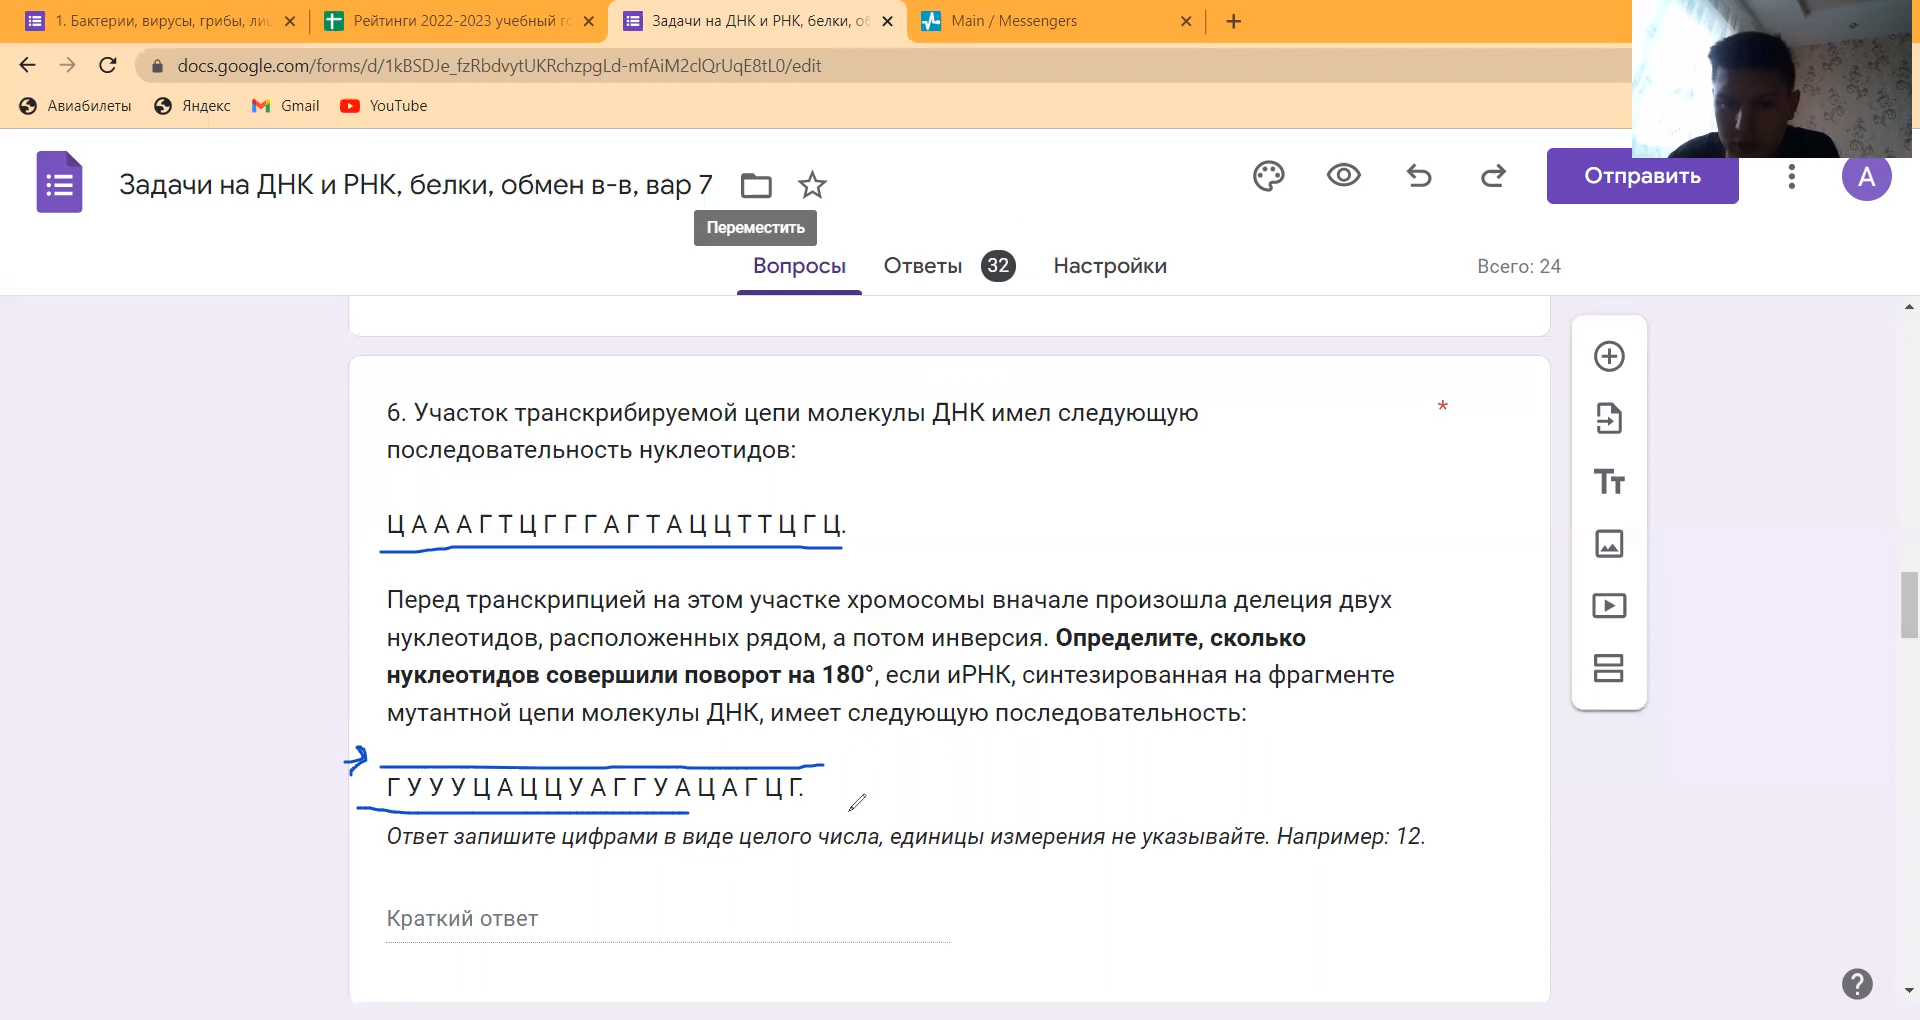 1. Бактерии, вирусы, грибы, ли
Рейтинги 2022-2023 учебный г
Задачи на ДНК и РНК, белки, об
Main / Messengers
docs.google.com/forms/d/1kBSDJe_fzRbdvytUKRchzpgLd-mfAiM2clQrUqE8tL0/edit
Авиабилеты
Яндекс
Gmail
YouTube
Задачи на ДНК и РНК, белки, обмен в-в, вар 7
Отправить
А
Переместить
Вопросы
Ответы 32
Настройки
Всего: 24
6. Участок транскрибируемой цепи молекулы ДНК имел следующую *
последовательность нуклеотидов:
Ц А А А Г Т Ц Г Г Г А Г Т А Ц Ц Т Т Ц Г Ц.
Перед транскрипцией на этом участке хромосомы вначале произошла делеция двух
нуклеотидов, расположенных рядом, а потом инверсия. Определите, сколько
нуклеотидов совершили поворот на 180°, если иРНК, синтезированная на фрагменте
мутантной цепи молекулы ДНК, имеет следующую последовательность:
Г У У У Ц А Ц Ц У А Г Г У А Ц А Г Ц Г.
Ответ запишите цифрами в виде целого числа, единицы измерения не указывайте. Например: 12.
Краткий ответ